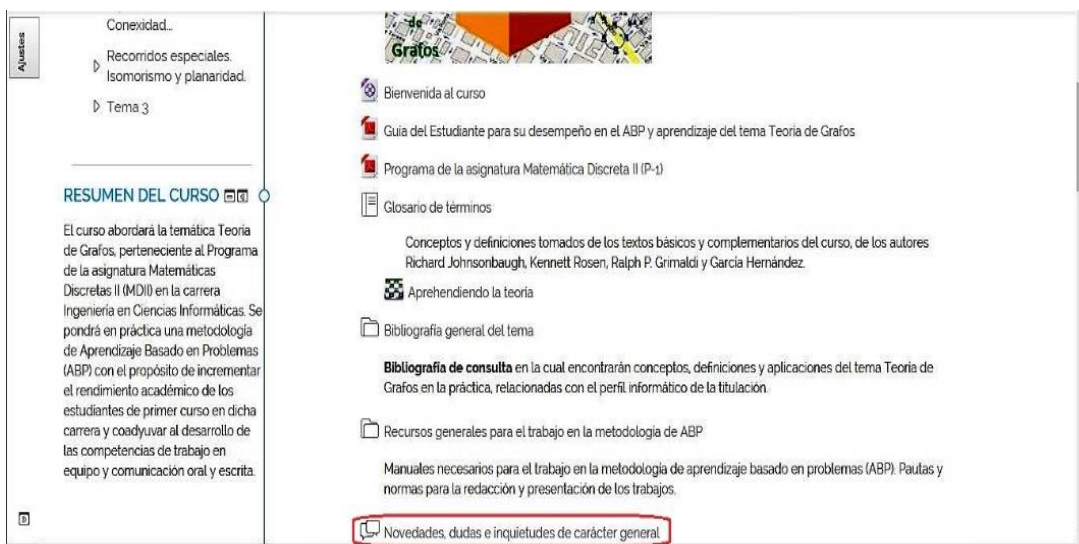 Ajustes
Conexidad...
Recorridos especiales.
Isomorismo y planaridad.
Tema 3
RESUMEN DEL CURSO
El curso abordará la temática Teoría
de Grafos, perteneciente al Programa
de la asignatura Matemáticas
Discretas II (MDII) en la carrera
Ingeniería en Ciencias Informáticas. Se
pondrá en práctica una metodología
de Aprendizaje Basado en Problemas
(ABP) con el propósito de incrementar
el rendimiento académico de los
estudiantes de primer curso en dicha
carrera y coadyuvar al desarrollo de
las competencias de trabajo en
equipo y comunicación oral y escrita.
de
Grafos
Bienvenida al curso
Guia del Estudiante para su desempeño en el ABP y aprendizaje del tema Teoría de Grafos
Programa de la asignatura Matemática Discreta II (P-1)
Glosario de términos
Conceptos y definiciones tomados de los textos básicos y complementarios del curso, de los autores
Richard Johnsonbaugh, Kennett Rosen, Ralph P. Grimaldi y García Hernández.
Aprehendiendo la teoría
Bibliografía general del tema
Bibliografía de consulta en la cual encontrarán conceptos, definiciones y aplicaciones del tema Teoría de
Grafos en la práctica, relacionadas con el perfil informático de la titulación.
Recursos generales para el trabajo en la metodología de ABP
Manuales necesarios para el trabajo en la metodología de aprendizaje basado en problemas (ABP). Pautas y
normas para la redacción y presentación de los trabajos.
Novedades, dudas e inquietudes de carácter general